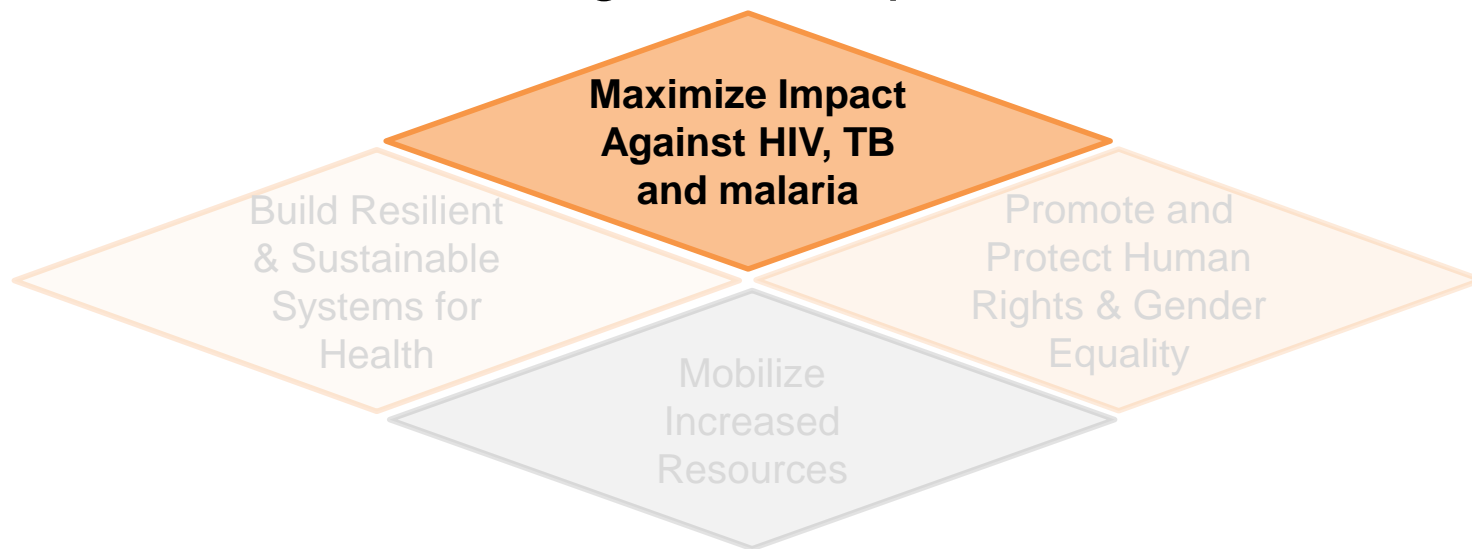 Maximize Impact
Against HIV, TB
and malaria
Build Resilient
& Sustainable
Systems for
Health
Promote and
Protect Human
Rights & Gender
Equality
Mobilize
Increased
Resources